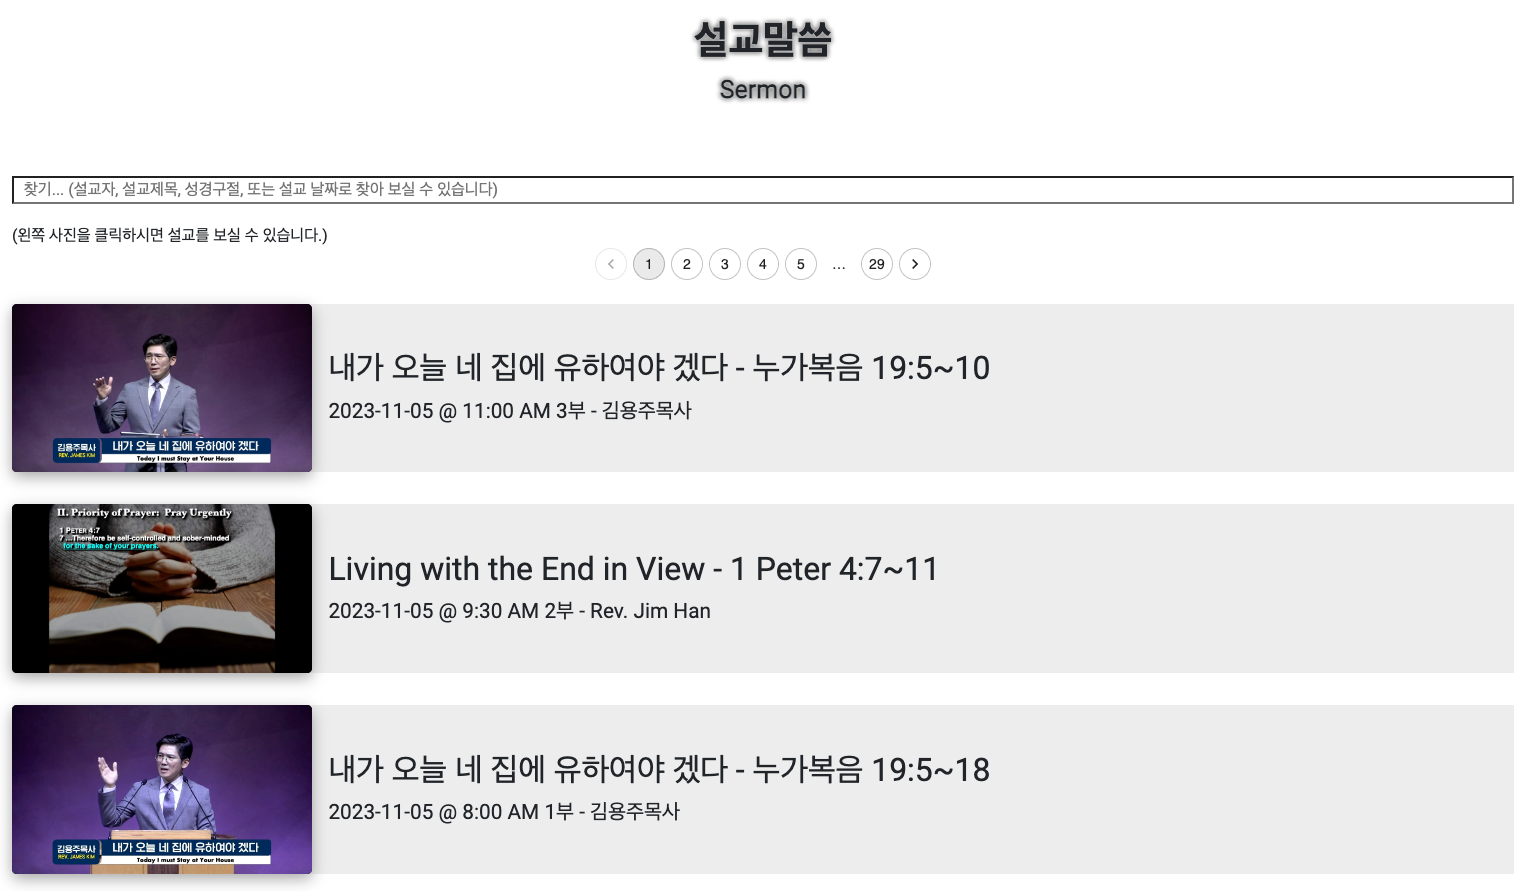 설교말씀
Sermon
찾기... (설교자, 설교제목, 성경구절, 또는 설교 날짜로 찾아 보실 수 있습니다)
(왼쪽 사진을 클릭하시면 설교를 보실 수 있습니다.)
1 2 3 4 5 ... 29
김용주목사 내가 오늘 네 집에 유하여야 겠다
REV. JAMES KIM Today I must Stay at Your House
내가 오늘 네 집에 유하여야 겠다 - 누가복음 19:5~10
2023-11-05 @ 11:00 AM 3부 - 김용주목사
II. Priority of Prayer: Pray Urgently
1 PETER 4:7
7 ...Therefore be self-controlled and sober-minded
for the sake of your prayers.
Living with the End in View - 1 Peter 4:7~11
2023-11-05 @ 9:30 AM 2부 - Rev. Jim Han
김용주목사 내가 오늘 네 집에 유하여야 겠다
REV. JAMES KIM Today I must Stay at Your House
내가 오늘 네 집에 유하여야 겠다 - 누가복음 19:5~18
2023-11-05 @ 8:00 AM 1부 - 김용주목사